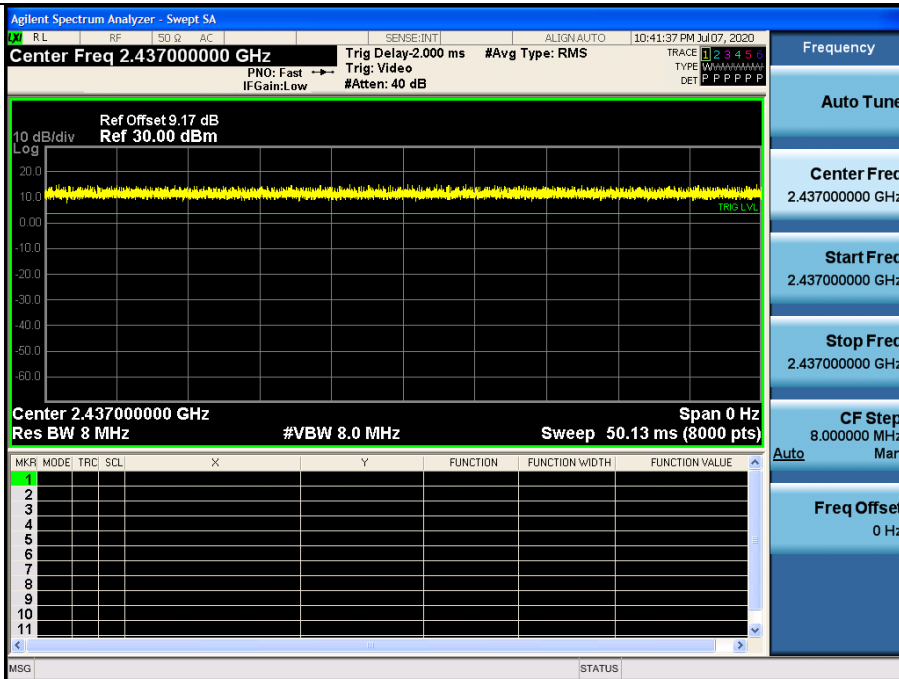 Agilent Spectrum Analyzer - Swept SA
LXI RL RF 50 Ω AC SENSE:INT ALIGN AUTO 10:41:37 PM Jul 07, 2020
Center Freq 2.437000000 GHz
PNO: Fast
IFGain:Low
Trig Delay-2.000 ms
Trig: Video
#Atten: 40 dB
#Avg Type: RMS
TRACE 1 2 3 4 5 6
TYPE
DET P P P P P P
Ref Offset 9.17 dB
10 dB/div Ref 30.00 dBm
Log
20.0
10.0
TRIG LVL
0.00
-10.0
-20.0
-30.0
-40.0
-50.0
-60.0
Center 2.437000000 GHz Span 0 Hz
Res BW 8 MHz #VBW 8.0 MHz Sweep 50.13 ms (8000 pts)
MKR MODE TRC SCL X Y FUNCTION FUNCTION WIDTH FUNCTION VALUE
1
2
3
4
5
6
7
8
9
10
11
MSG STATUS
Frequency
Auto Tune
Center Freq
2.437000000 GHz
Start Freq
2.437000000 GHz
Stop Freq
2.437000000 GHz
CF Step
8.000000 MHz
Auto Man
Freq Offset
0 Hz